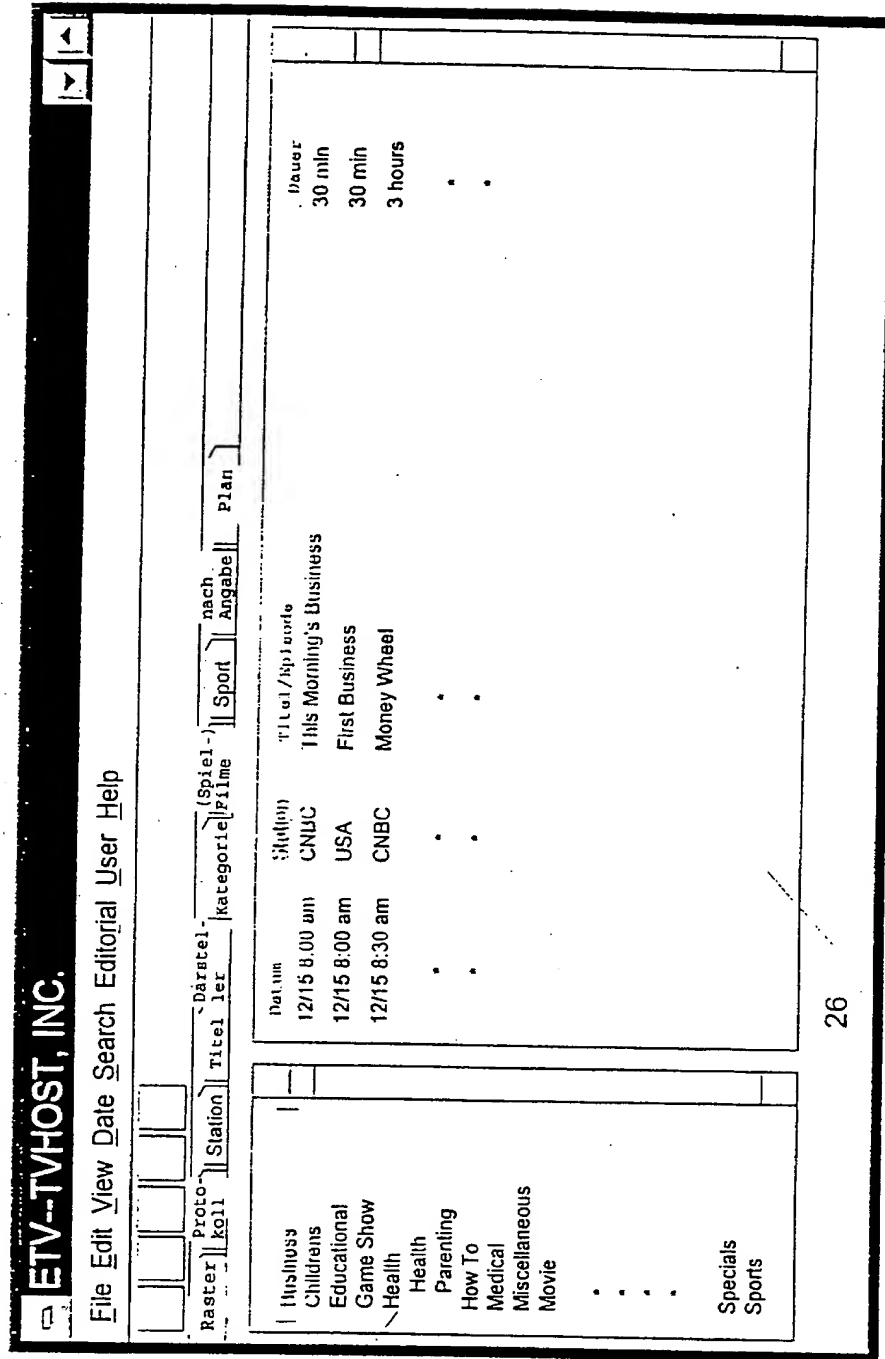 ETV--TVHOST, INC.
File Edit View Date Search Editorial User Help
Raster Proto- Station Titel Darstel- Kategorie (Spiel-) Sport nach Plan
koll ler Filme Angabe
Business
Childrens
Educational
Game Show
Health
Health
Parenting
How To
Medical
Miscellaneous
Movie
Specials
Sports
Datum Station Titel/Episode Dauer
12/15 8:00 am CNBC This Morning's Business 30 min
12/15 8:00 am USA First Business 30 min
12/15 8:30 am CNBC Money Wheel 3 hours
26